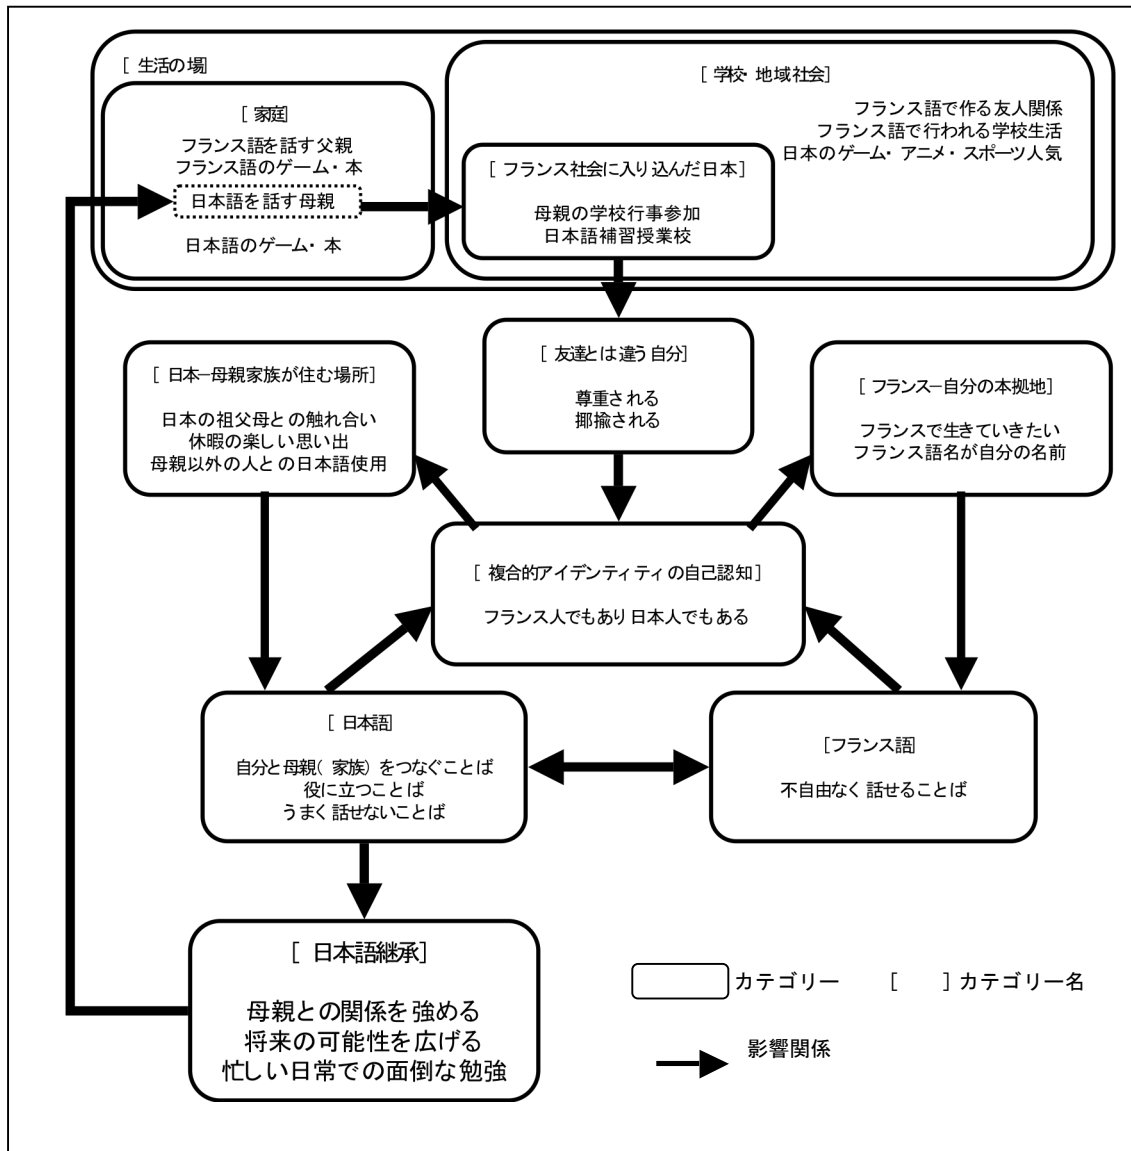 [ 生活の場]
[ 学校・地域社会]
フランス語で作る友人関係
フランス語で行われる学校生活
日本のゲーム・アニメ・スポーツ人気
[ 家庭]
フランス語を話す父親
フランス語のゲーム・本
日本語を話す母親
日本語のゲーム・本
[ フランス社会に入り込んだ日本]
母親の学校行事参加
日本語補習授業校
[ 友達とは違う自分]
尊重される
揶揄される
[ 日本―母親家族が住む場所]
日本の祖父母との触れ合い
休暇の楽しい思い出
母親以外の人との日本語使用
[ フランス―自分の本拠地]
フランスで生きていきたい
フランス語名が自分の名前
[ 複合的アイデンティティの自己認知]
フランス人でもあり日本人でもある
[ 日本語]
自分と母親(家族)をつなぐことば
役に立つことば
うまく話せないことば
[フランス語]
不自由なく話せることば
[ 日本語継承]
母親との関係を強める
将来の可能性を広げる
忙しい日常での面倒な勉強
カテゴリー [ ]カテゴリー名
影響関係